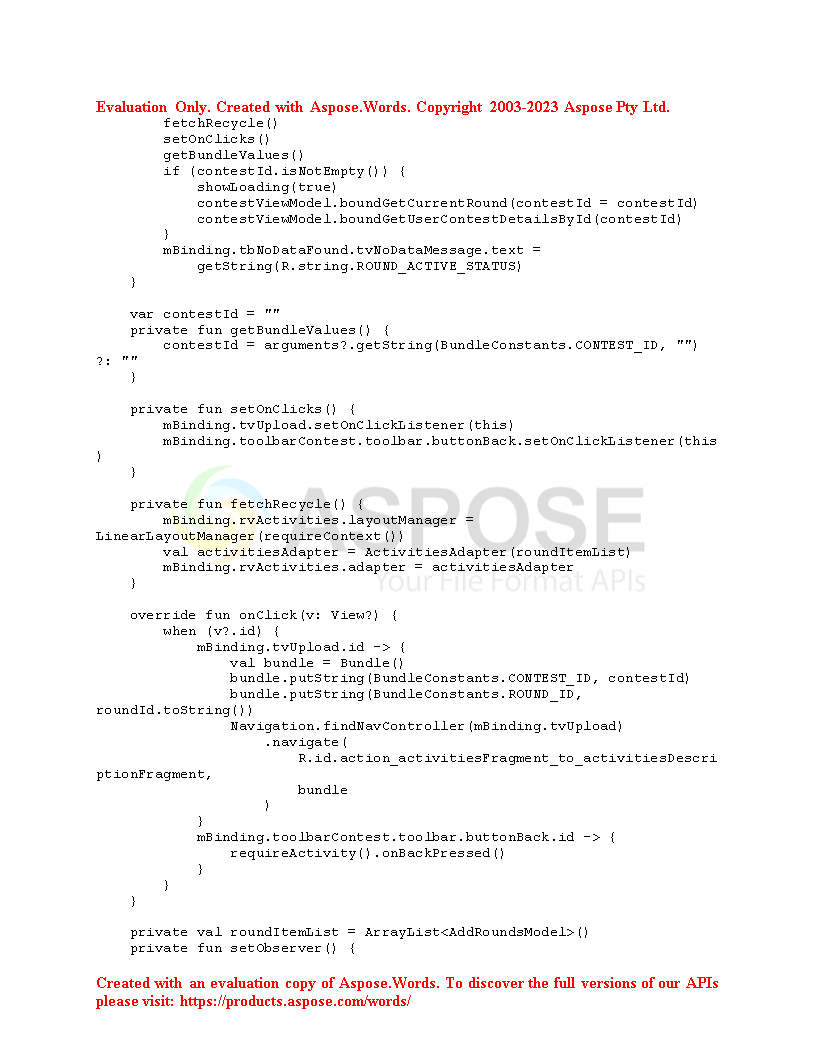 Evaluation Only. Created with Aspose.Words. Copyright 2003-2023 Aspose Pty Ltd.
        fetchRecycle()
        setOnClicks()
        getBundleValues()
        if (contestId.isNotEmpty()) {
            showLoading(true)
            contestViewModel.boundGetCurrentRound(contestId = contestId)
            contestViewModel.boundGetUserContestDetailsById(contestId)
        }
        mBinding.tbNoDataFound.tvNoDataMessage.text =
            getString(R.string.ROUND_ACTIVE_STATUS)
    }

    var contestId = ""
    private fun getBundleValues() {
        contestId = arguments?.getString(BundleConstants.CONTEST_ID, "")
?: ""
    }

    private fun setOnClicks() {
        mBinding.tvUpload.setOnClickListener(this)
        mBinding.toolbarContest.toolbar.buttonBack.setOnClickListener(this
)
    }

    private fun fetchRecycle() {
        mBinding.rvActivities.layoutManager =
LinearLayoutManager(requireContext())
        val activitiesAdapter = ActivitiesAdapter(roundItemList)
        mBinding.rvActivities.adapter = activitiesAdapter
    }
ASPOSE
Your File Format APIs

    override fun onClick(v: View?) {
        when (v?.id) {
            mBinding.tvUpload.id -> {
                val bundle = Bundle()
                bundle.putString(BundleConstants.CONTEST_ID, contestId)
                bundle.putString(BundleConstants.ROUND_ID,
roundId.toString())
                Navigation.findNavController(mBinding.tvUpload)
                    .navigate(
                        R.id.action_activitiesFragment_to_activitiesDescri
ptionFragment,
                        bundle
                    )
            }
            mBinding.toolbarContest.toolbar.buttonBack.id -> {
                requireActivity().onBackPressed()
            }
        }
    }

    private val roundItemList = ArrayList<AddRoundsModel>()
    private fun setObserver() {
Created with an evaluation copy of Aspose.Words. To discover the full versions of our APIs
please visit: https://products.aspose.com/words/